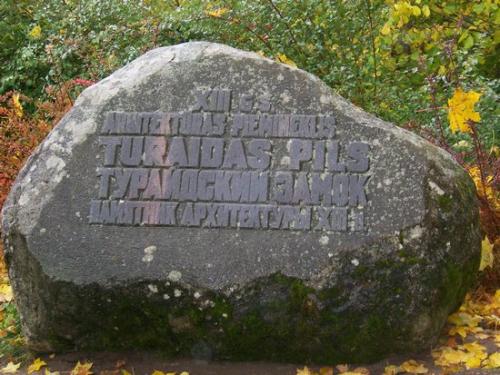 XIII G.S.
ARHITEKTŪRAS PIEMINEKLIS
TURAIDAS PILS
ТУРАЙДСКИЙ ЗАМОК
ПАМЯТНИК АРХИТЕКТУРЫ XIII